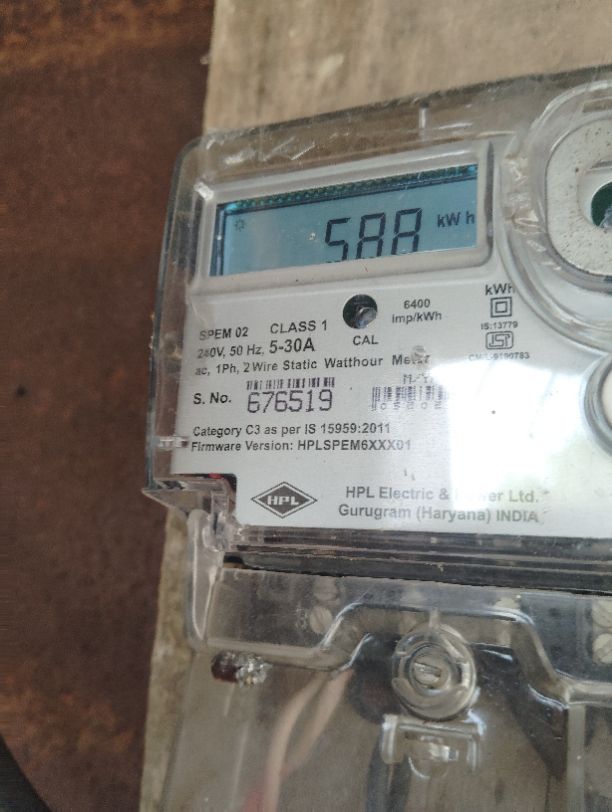 588 kWh
SPEM 02 CLASS 1
6400 imp/kWh
kWh
240V, 50 Hz, 5-30A
CAL
IS:13779
ac, 1Ph, 2 Wire Static Watthour Meter
S. No. 676519
Category C3 as per IS 15959:2011
Firmware Version: HPLSPEM6XXX01
HPL
HPL Electric & Power Ltd.
Gurugram (Haryana) INDIA